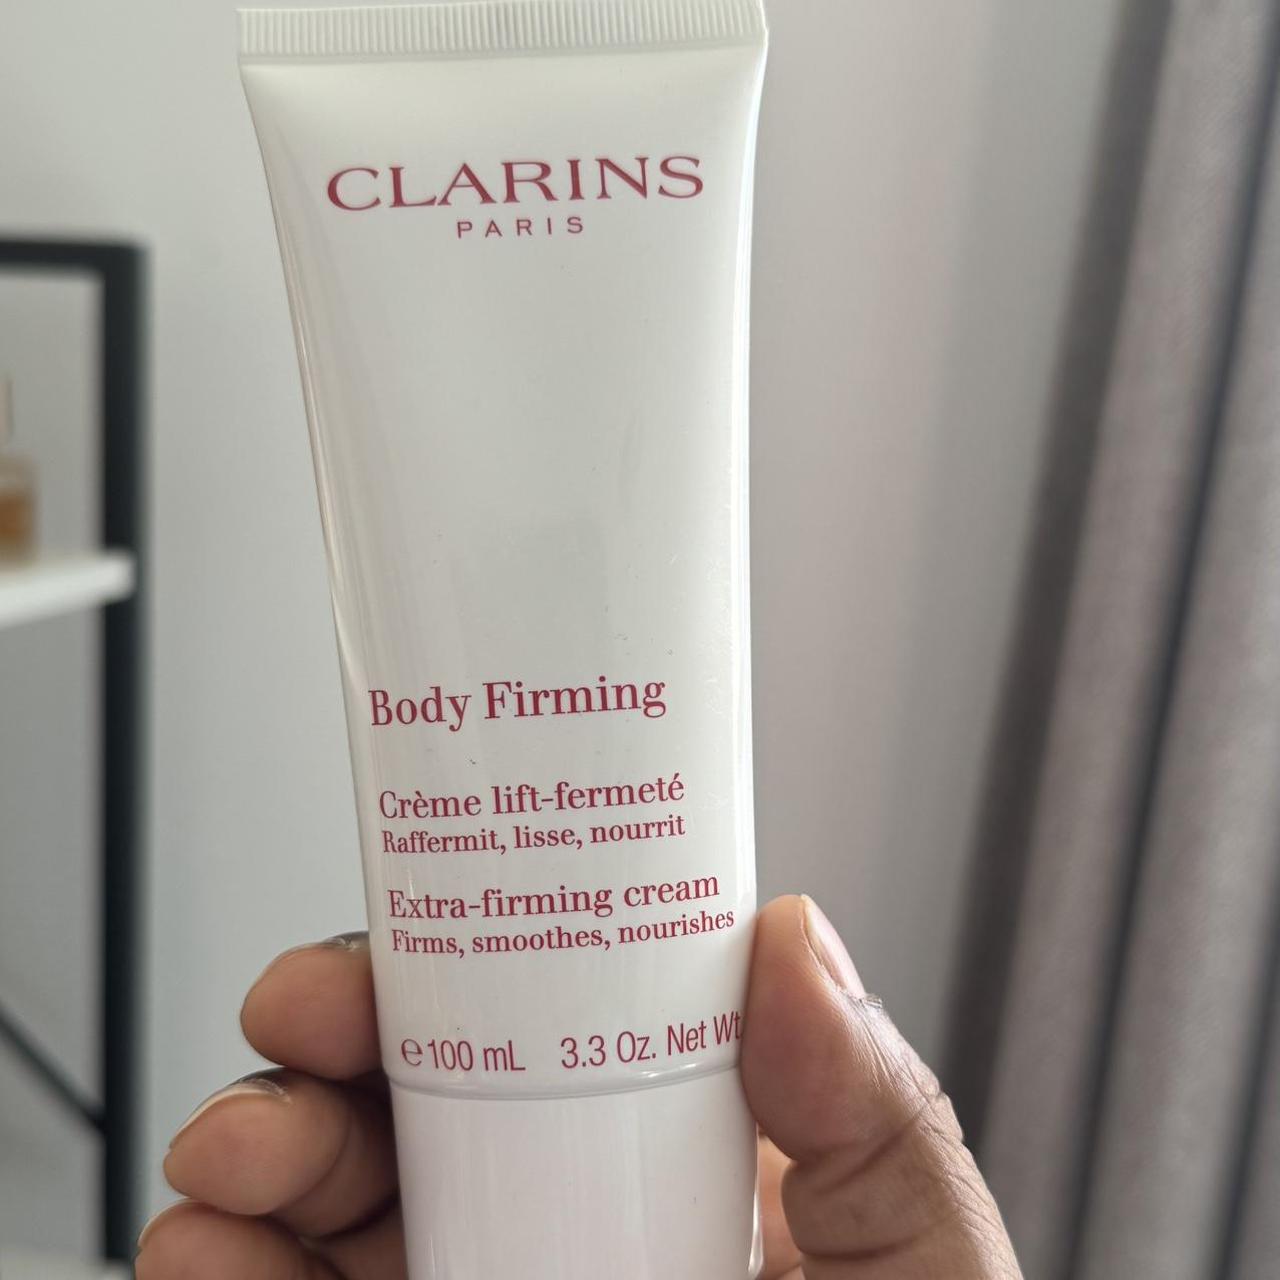 CLARINS
PARIS
Body Firming
Crème lift-fermeté
Raffermit, lisse, nourrit
Extra-firming cream
Firms, smoothes, nourishes
℮100 mL 3.3 Oz. Net Wt.